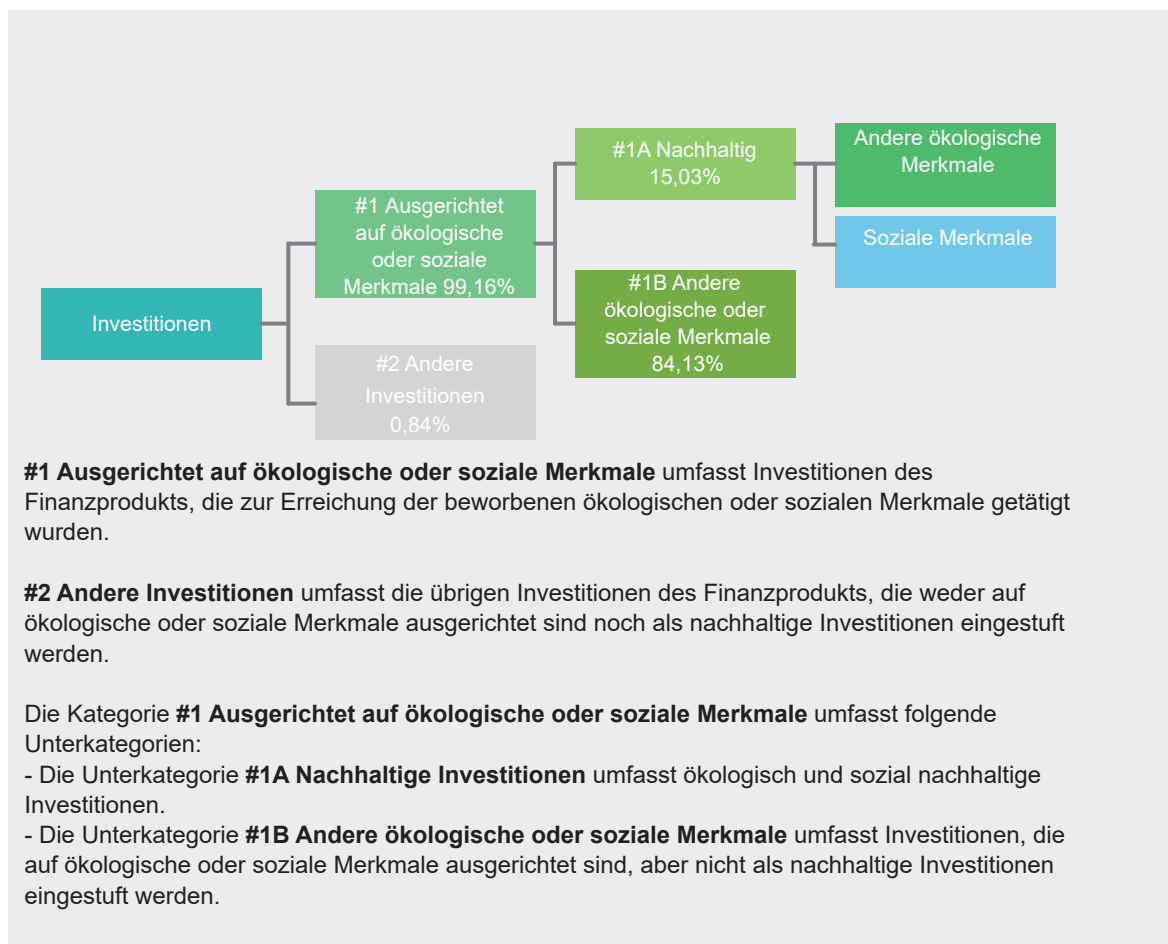 Andere ökologische
Merkmale
#1A Nachhaltig
15,03%
#1 Ausgerichtet
auf ökologische
oder soziale
Merkmale 99,16%
Soziale Merkmale
#1B Andere
ökologische oder
soziale Merkmale
84,13%
Investitionen
#2 Andere
Investitionen
0,84%
#1 Ausgerichtet auf ökologische oder soziale Merkmale umfasst Investitionen des
Finanzprodukts, die zur Erreichung der beworbenen ökologischen oder sozialen Merkmale getätigt
wurden.
#2 Andere Investitionen umfasst die übrigen Investitionen des Finanzprodukts, die weder auf
ökologische oder soziale Merkmale ausgerichtet sind noch als nachhaltige Investitionen eingestuft
werden.
Die Kategorie #1 Ausgerichtet auf ökologische oder soziale Merkmale umfasst folgende
Unterkategorien:
- Die Unterkategorie #1A Nachhaltige Investitionen umfasst ökologisch und sozial nachhaltige
Investitionen.
- Die Unterkategorie #1B Andere ökologische oder soziale Merkmale umfasst Investitionen, die
auf ökologische oder soziale Merkmale ausgerichtet sind, aber nicht als nachhaltige Investitionen
eingestuft werden.